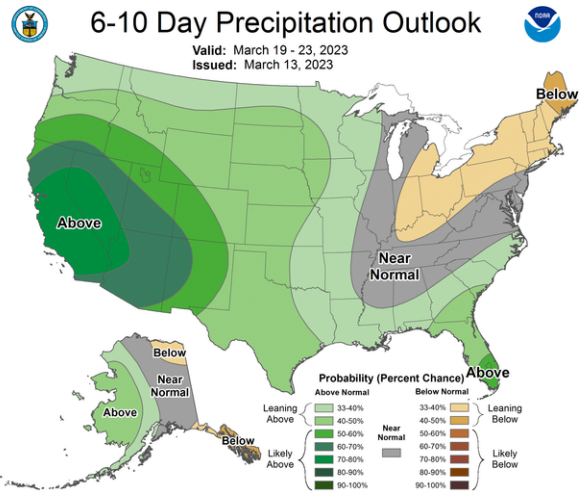 6-10 Day Precipitation Outlook
NOAA
Valid: March 19 - 23, 2023
Issued: March 13, 2023
Below
Above
Near
Normal
Above
Below
Near
Normal
Above
Below
Probability (Percent Chance)
Above Normal
Below Normal
Leaning
Above
33-40%
40-50%
Likely
Above
50-60%
60-70%
70-80%
80-90%
90-100%
Near
Normal
33-40%
40-50%
Leaning
Below
50-60%
60-70%
70-80%
80-90%
90-100%
Likely
Below